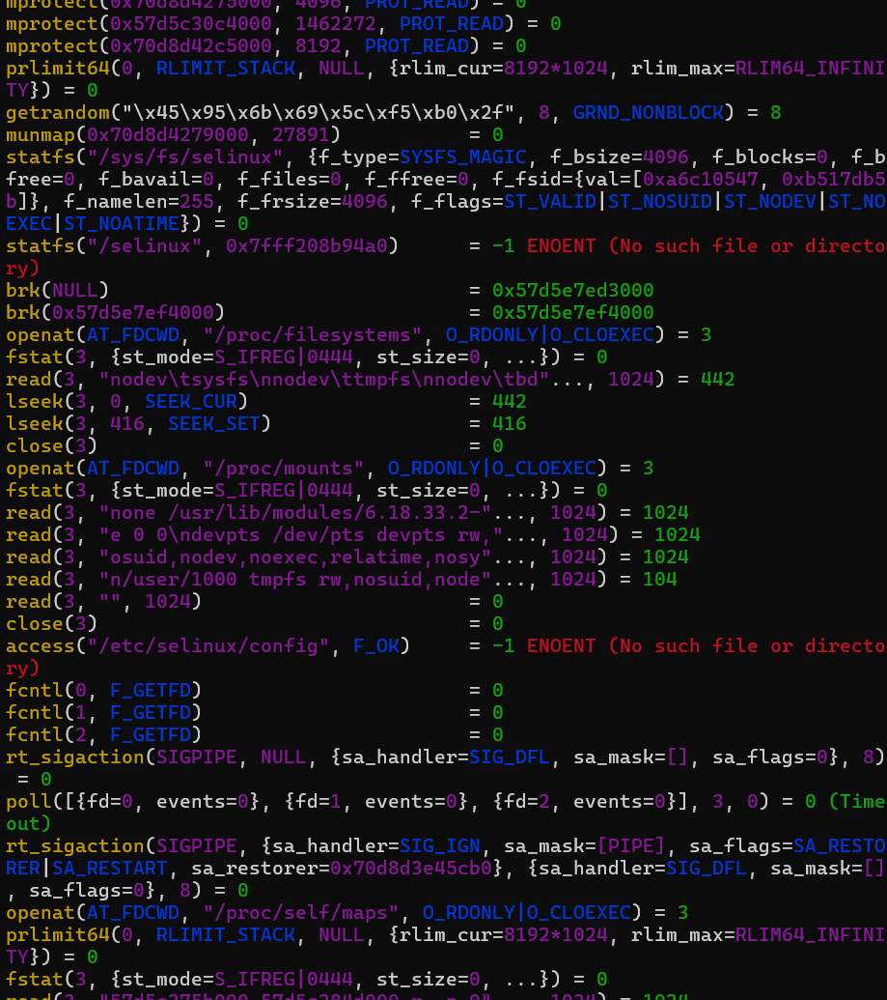 mprotect(0x70d8d4275000, 4096, PROT_READ) = 0
mprotect(0x57d5c30c4000, 1462272, PROT_READ) = 0
mprotect(0x70d8d42c5000, 8192, PROT_READ) = 0
prlimit64(0, RLIMIT_STACK, NULL, {rlim_cur=8192*1024, rlim_max=RLIM64_INFINI
TY}) = 0
getrandom("\x45\x95\x6b\x69\x5c\xf5\xb0\x2f", 8, GRND_NONBLOCK) = 8
munmap(0x70d8d4279000, 27891)           = 0
statfs("/sys/fs/selinux", {f_type=SYSFS_MAGIC, f_bsize=4096, f_blocks=0, f_b
free=0, f_bavail=0, f_files=0, f_ffree=0, f_fsid={val=[0xa6c10547, 0xb517db5
b]}, f_namelen=255, f_frsize=4096, f_flags=ST_VALID|ST_NOSUID|ST_NODEV|ST_NO
EXEC|ST_NOATIME}) = 0
statfs("/selinux", 0x7fff208b94a0)      = -1 ENOENT (No such file or directo
ry)
brk(NULL)                               = 0x57d5e7ed3000
brk(0x57d5e7ef4000)                     = 0x57d5e7ef4000
openat(AT_FDCWD, "/proc/filesystems", O_RDONLY|O_CLOEXEC) = 3
fstat(3, {st_mode=S_IFREG|0444, st_size=0, ...}) = 0
read(3, "nodev\tsysfs\nnodev\ttmpfs\nnodev\tbd"..., 1024) = 442
lseek(3, 0, SEEK_CUR)                   = 442
lseek(3, 416, SEEK_SET)                 = 416
close(3)                                = 0
openat(AT_FDCWD, "/proc/mounts", O_RDONLY|O_CLOEXEC) = 3
fstat(3, {st_mode=S_IFREG|0444, st_size=0, ...}) = 0
read(3, "none /usr/lib/modules/6.18.33.2-"..., 1024) = 1024
read(3, "e 0 0\ndevpts /dev/pts devpts rw,"..., 1024) = 1024
read(3, "osuid,nodev,noexec,relatime,nosy"..., 1024) = 1024
read(3, "n/user/1000 tmpfs rw,nosuid,node"..., 1024) = 104
read(3, "", 1024)                       = 0
close(3)                                = 0
access("/etc/selinux/config", F_OK)     = -1 ENOENT (No such file or directo
ry)
fcntl(0, F_GETFD)                       = 0
fcntl(1, F_GETFD)                       = 0
fcntl(2, F_GETFD)                       = 0
rt_sigaction(SIGPIPE, NULL, {sa_handler=SIG_DFL, sa_mask=[], sa_flags=0}, 8)
 = 0
poll([{fd=0, events=0}, {fd=1, events=0}, {fd=2, events=0}], 3, 0) = 0 (Time
out)
rt_sigaction(SIGPIPE, {sa_handler=SIG_IGN, sa_mask=[PIPE], sa_flags=SA_RESTO
RER|SA_RESTART, sa_restorer=0x70d8d3e45cb0}, {sa_handler=SIG_DFL, sa_mask=[]
, sa_flags=0}, 8) = 0
openat(AT_FDCWD, "/proc/self/maps", O_RDONLY|O_CLOEXEC) = 3
prlimit64(0, RLIMIT_STACK, NULL, {rlim_cur=8192*1024, rlim_max=RLIM64_INFINI
TY}) = 0
fstat(3, {st_mode=S_IFREG|0444, st_size=0, ...}) = 0